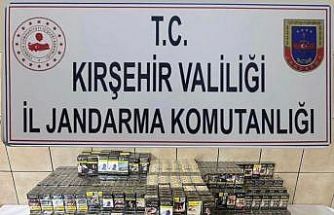 T.C.
KIRŞEHİR VALİLİĞİ
İL JANDARMA KOMUTANLIĞI